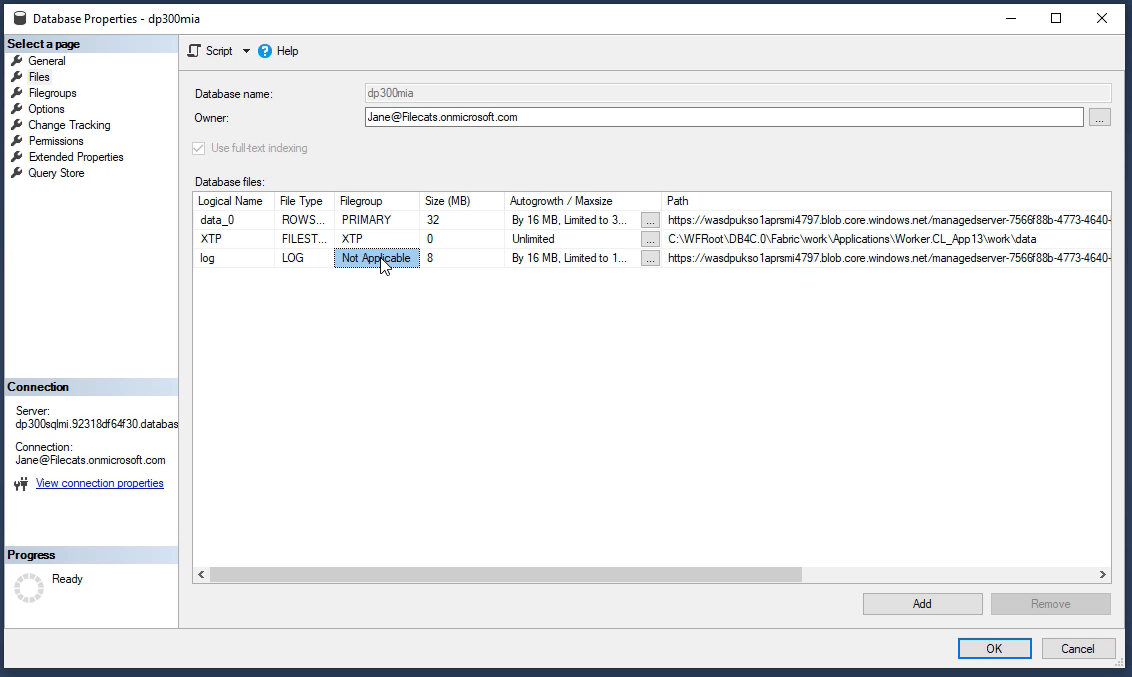 Database Properties - dp300mia
Select a page
General
Files
Filegroups
Options
Change Tracking
Permissions
Extended Properties
Query Store
Script
Help
Database name: dp300mia
Owner: Jane@Filecats.onmicrosoft.com ...
Use full-text indexing
Database files:
Logical Name File Type Filegroup Size (MB) Autogrowth / Maxsize Path
data_0 ROWS... PRIMARY 32 By 16 MB, Limited to 3... ... https://wasdpukso1aprsmi4797.blob.core.windows.net/managedserver-7566f88b-4773-4640-
XTP FILEST... XTP 0 Unlimited ... C:\WFRoot\DB4C.0\Fabric\work\Applications\Worker.CL_App13\work\data
log LOG Not Applicable 8 By 16 MB, Limited to 1... ... https://wasdpukso1aprsmi4797.blob.core.windows.net/managedserver-7566f88b-4773-4640-
Connection
Server:
dp300sqlmi.92318df64f30.databas
Connection:
Jane@Filecats.onmicrosoft.com
View connection properties
Progress
Ready
Add Remove
OK Cancel